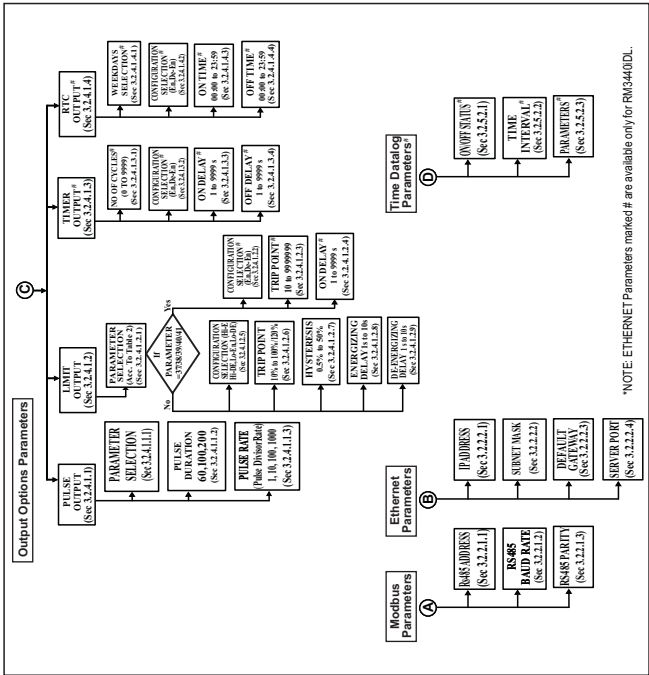 Output Options Parameters
C
PULSE
OUTPUT
(Sec 3.2.4.1.1)
PARAMETER
SELECTION
(Sec 3.2.4.1.1.1)
PULSE
DURATION
60,100,200
(Sec 3.2.4.1.1.2)
PULSE RATE
(Pulse DivisorRate)
1, 10, 100, 1000
(Sec 3.2.4.1.1.3)
LIMIT
OUTPUT
(Sec 3.2.4.1.2)
PARAMETER
SELECTION
(Acc. To Table 2)
(Sec 3.2.4.1.2.1)
If
PARAMETER
=37/38/39/40/41
No
Yes
CONFIGURATION
SELECTION (Hi-E
Hi-DE,Lo-E,Lo-DE)
(Sec 3.2.4.1.2.5)
TRIP POINT
10% to 100%/120%
(Sec 3.2.4.1.2.6)
HYSTERESIS
0.5% to 50%
(Sec 3.2.4.1.2.7)
ENERGIZING
DELAY 1s to 10s
(Sec 3.2.4.1.2.8)
DE-ENERGIZING
DELAY 1s to 10s
(Sec 3.2.4.1.2.9)
CONFIGURATION
SELECTION#
(En,De-En)
(Sec 3.2.4.1.2.2)
TRIP POINT#
10 to 99999999
(Sec 3.2.4.1.2.3)
ON DELAY#
1 to 9999 s
(Sec 3.2.4.1.2.4)
TIMER
OUTPUT#
(Sec 3.2.4.1.3)
NO OF CYCLES#
(0 TO 9999)
(Sec 3.2.4.1.3.1)
CONFIGURATION
SELECTION#
(En,De-En)
(Sec 3.2.4.1.3.2)
ON DELAY#
1 to 9999 s
(Sec 3.2.4.1.3.3)
OFF DELAY#
1 to 9999 s
(Sec 3.2.4.1.3.4)
RTC
OUTPUT#
(Sec 3.2.4.1.4)
WEEKDAYS
SELECTION#
(Sec 3.2.4.1.4.1)
CONFIGURATION
SELECTION#
(En,De-En)
(Sec 3.2.4.1.4.2)
ON TIME#
00:00 to 23:59
(Sec 3.2.4.1.4.3)
OFF TIME#
00:00 to 23:59
(Sec 3.2.4.1.4.4)
Modbus
Parameters
A
Rs485 ADDRESS
(Sec 3.2.2.1.1)
RS485
BAUD RATE
(Sec 3.2.2.1.2)
RS485 PARITY
(Sec 3.2.2.1.3)
Ethernet
Parameters
B
IP ADDRESS
(Sec 3.2.2.2.1)
SUBNET MASK
(Sec 3.2.2.2.2)
DEFAULT
GATEWAY
(Sec 3.2.2.2.3)
SERVER PORT
(Sec 3.2.2.2.4)
Time Datalog
Parameters#
D
ON/OFF STATUS#
(Sec 3.2.5.2.1)
TIME
INTERVAL#
(Sec 3.2.5.2.2)
PARAMETERS#
(Sec 3.2.5.2.3)
*NOTE: ETHERNET Parameters marked # are available only for RM3440iDL.